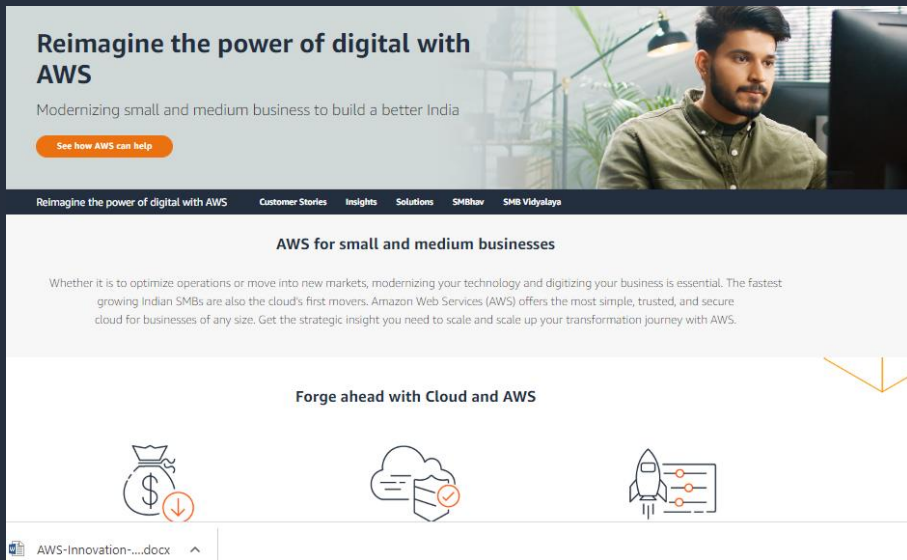 Reimagine the power of digital with
AWS
Modernizing small and medium business to build a better India
See how AWS can help
Reimagine the power of digital with AWS Customer Stories Insights Solutions SMBhav SMB Vidyalaya
AWS for small and medium businesses
Whether it is to optimize operations or move into new markets, modernizing your technology and digitizing your business is essential. The fastest
growing Indian SMBs are also the cloud's first movers. Amazon Web Services (AWS) offers the most simple, trusted, and secure
cloud for businesses of any size. Get the strategic insight you need to scale and scale up your transformation journey with AWS.
Forge ahead with Cloud and AWS
$
AWS-Innovation-....docx